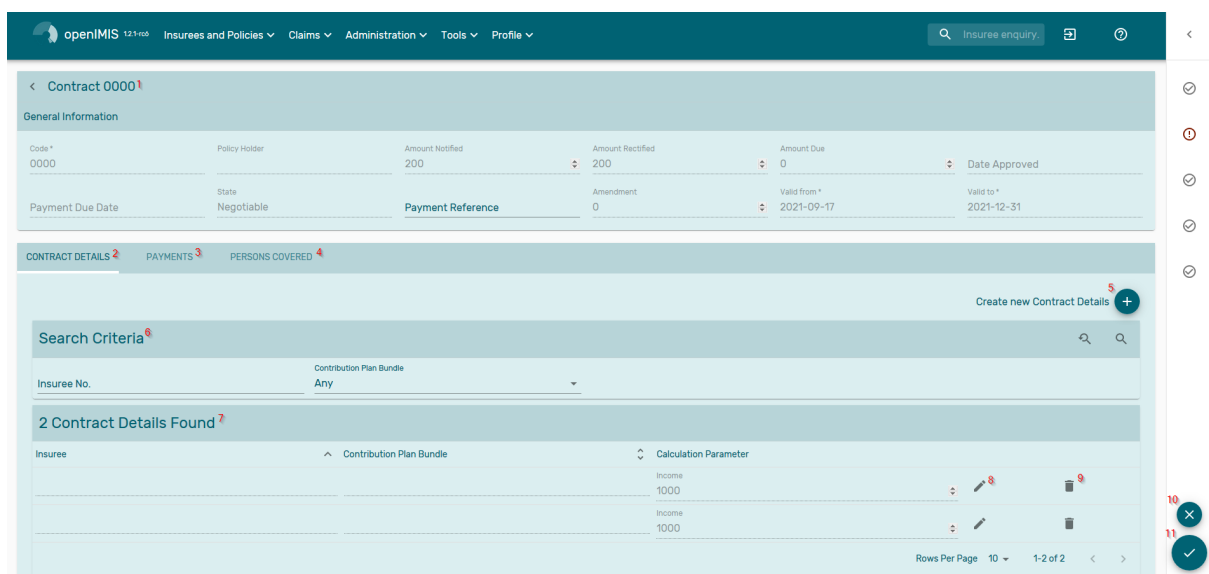 openIMIS 1.2.1-rc6 Insurees and Policies Claims Administration Tools Profile Insuree enquiry.
Contract 0000 1
General Information
Code * Policy Holder Amount Notified Amount Rectified Amount Due
0000 200 200 0 Date Approved
State Amendment Valid from * Valid to *
Payment Due Date Negotiable Payment Reference 0 2021-09-17 2021-12-31
CONTRACT DETAILS 2 PAYMENTS 3 PERSONS COVERED 4
5
Create new Contract Details
Search Criteria 6
Contribution Plan Bundle
Insuree No. Any
2 Contract Details Found 7
Insuree Contribution Plan Bundle Calculation Parameter
Income
1000 8 9
10
Income
1000
11
Rows Per Page 10 1-2 of 2